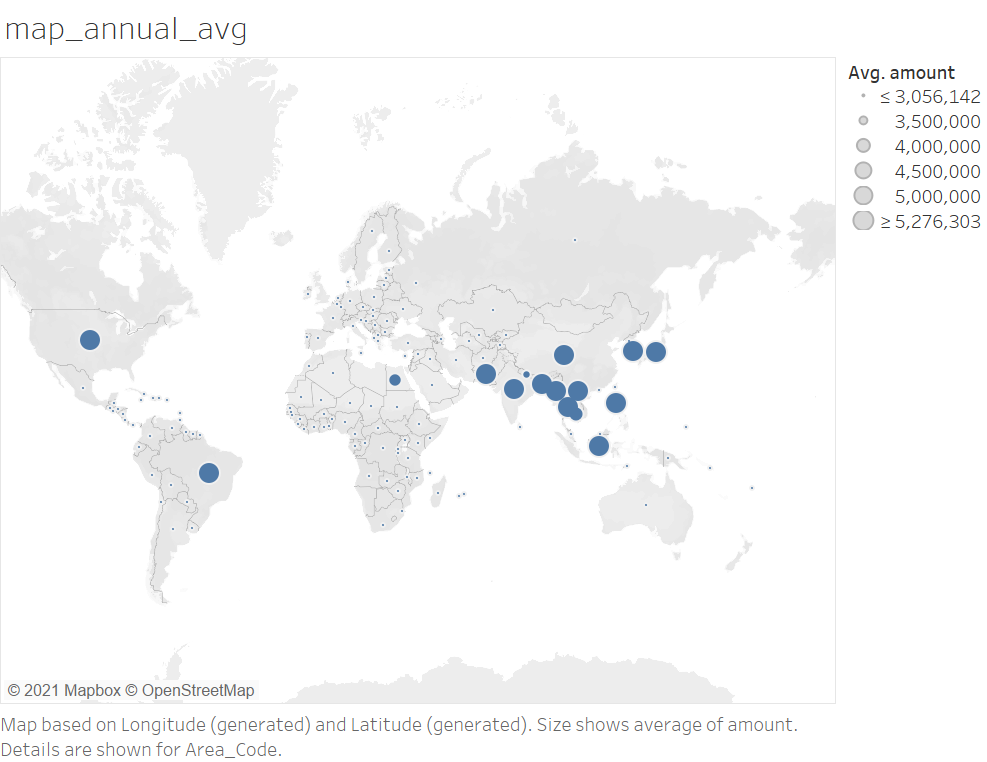 map_annual_avg
Avg. amount
≤ 3,056,142
3,500,000
4,000,000
4,500,000
5,000,000
≥ 5,276,303
© 2021 Mapbox © OpenStreetMap
Map based on Longitude (generated) and Latitude (generated). Size shows average of amount.
Details are shown for Area_Code.